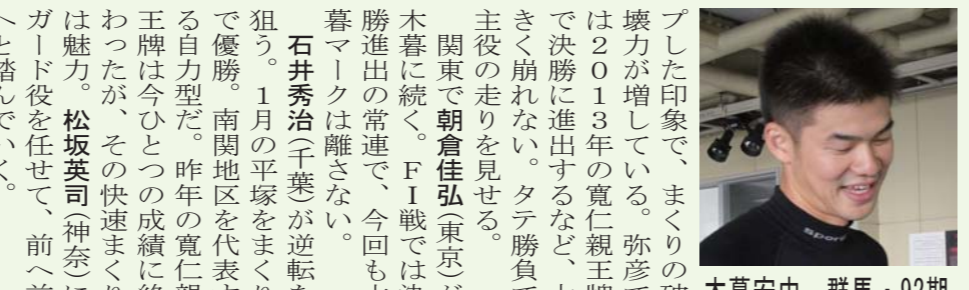 プした印象で、まくりの破
壊力が増している。弥彦で
は2013年の寛仁親王牌
で決勝に進出するなど、大
きく崩れない。タテ勝負で
主役の走りを見せる。
関東で朝倉佳弘(東京)が
木暮に続く。FI戦では決
勝進出の常連で、今回も木
暮マークは離さない。
石井秀治(千葉)が逆転を
狙う。1月の平塚をまくり
で優勝。南関地区を代表す
る自力型だ。昨年の寛仁親
王牌は今ひとつの成績に終
わったが、その快速まくり
は魅力。松坂英司(神奈)に
ガード役を任せて、前へ前
へと踏んでいく。
木暮安由 群馬・92期